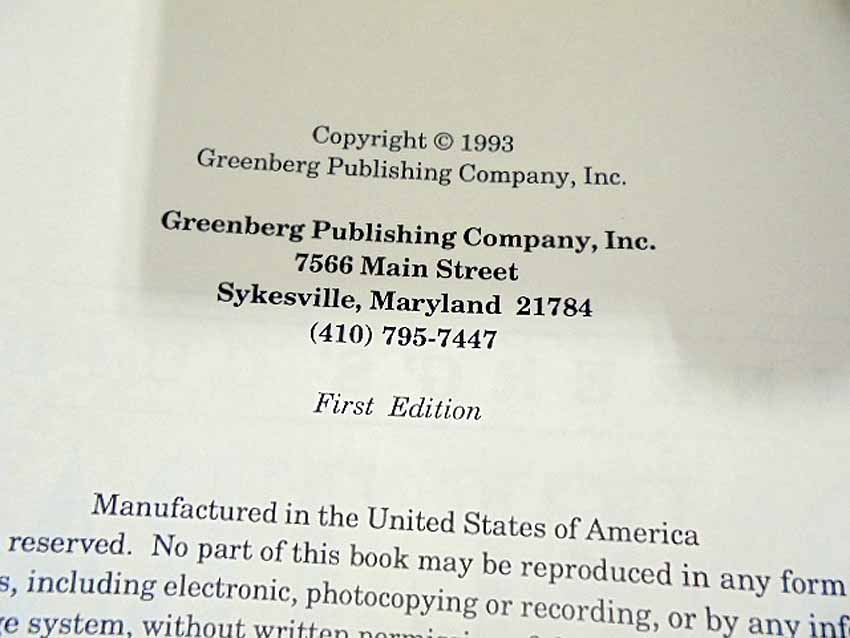 Copyright © 1993
Greenberg Publishing Company, Inc.
Greenberg Publishing Company, Inc.
7566 Main Street
Sykesville, Maryland 21784
(410) 795-7447
First Edition
Manufactured in the United States of America
reserved. No part of this book may be reproduced in any form
s, including electronic, photocopying or recording, or by any inf
ge system, without written